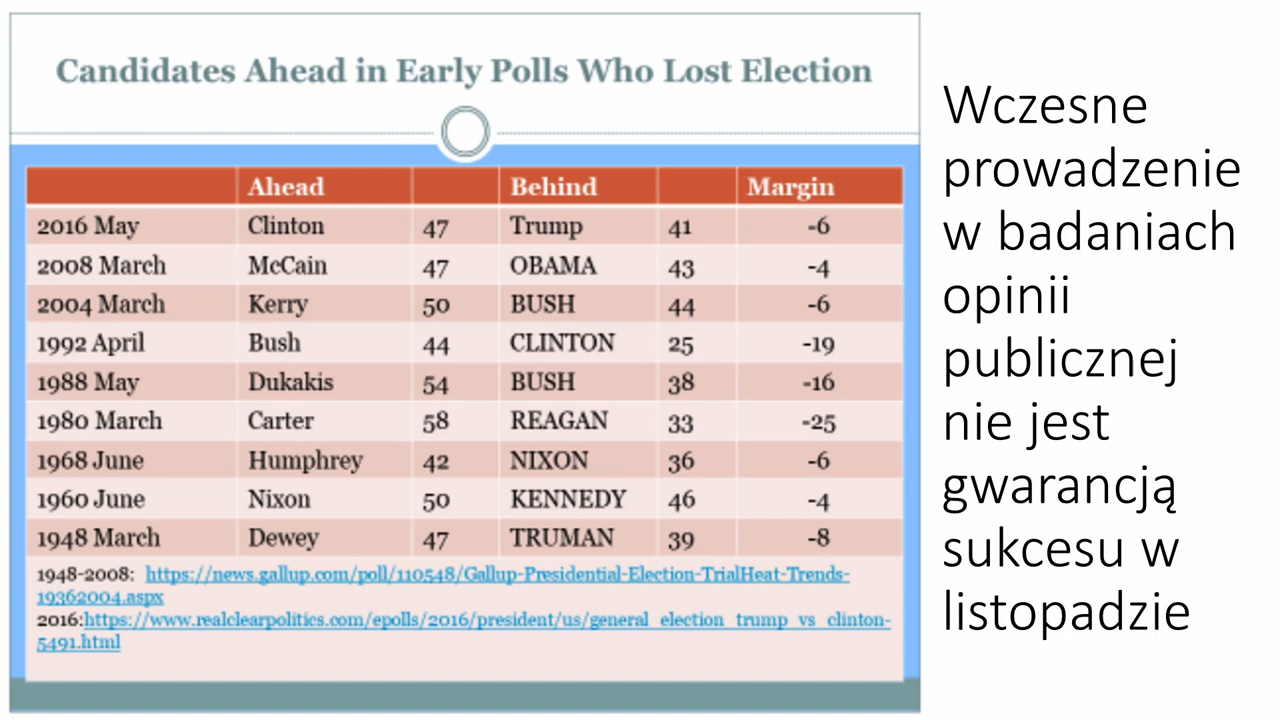 Candidates Ahead in Early Polls Who Lost Election
Ahead Behind Margin
2016 May Clinton 47 Trump 41 -6
2008 March McCain 47 OBAMA 43 -4
2004 March Kerry 50 BUSH 44 -6
1992 April Bush 44 CLINTON 25 -19
1988 May Dukakis 54 BUSH 38 -16
1980 March Carter 58 REAGAN 33 -25
1968 June Humphrey 42 NIXON 36 -6
1960 June Nixon 50 KENNEDY 46 -4
1948 March Dewey 47 TRUMAN 39 -8
1948-2008: https://news.gallup.com/poll/110548/Gallup-Presidential-Election-TrialHeat-Trends-
19362004.aspx
2016:https://www.realclearpolitics.com/epolls/2016/president/us/general_election_trump_vs_clinton-
5491.html
Wczesne
prowadzenie
w badaniach
opinii
publicznej
nie jest
gwarancją
sukcesu w
listopadzie